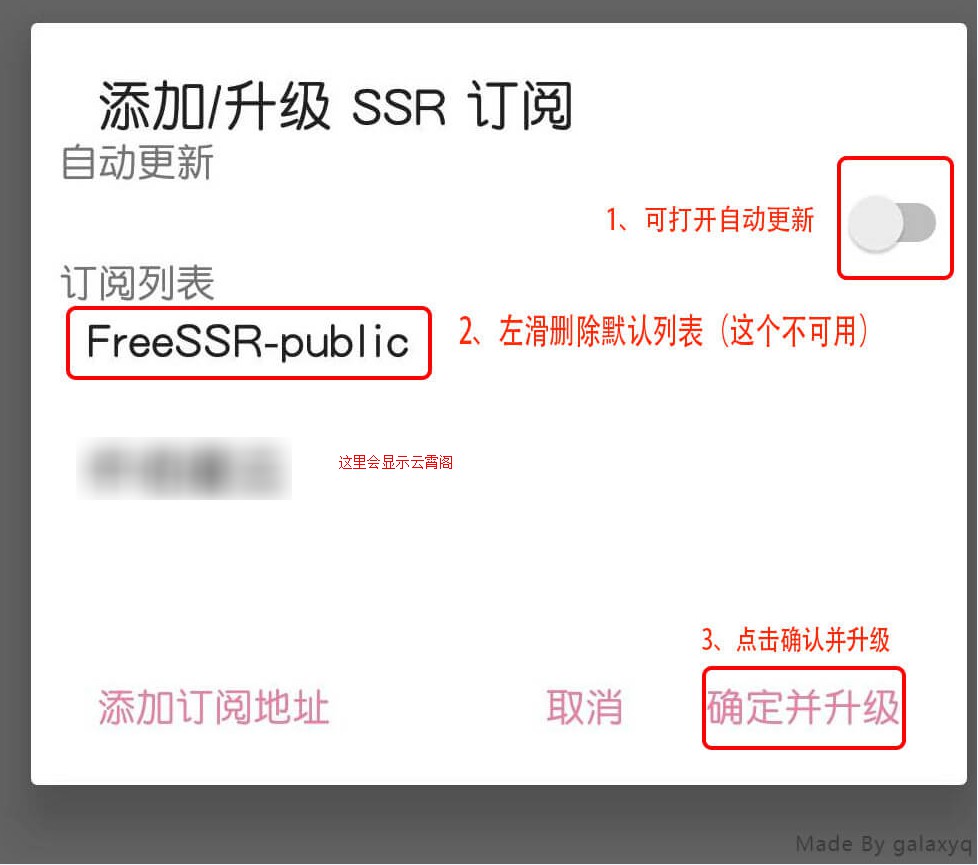 添加/升级 SSR 订阅
自动更新
1、可打开自动更新
订阅列表
FreeSSR-public
2、左滑删除默认列表（这个不可用）
这里会显示云霄阁
3、点击确认并升级
添加订阅地址
取消
确定并升级
Made By galaxyq